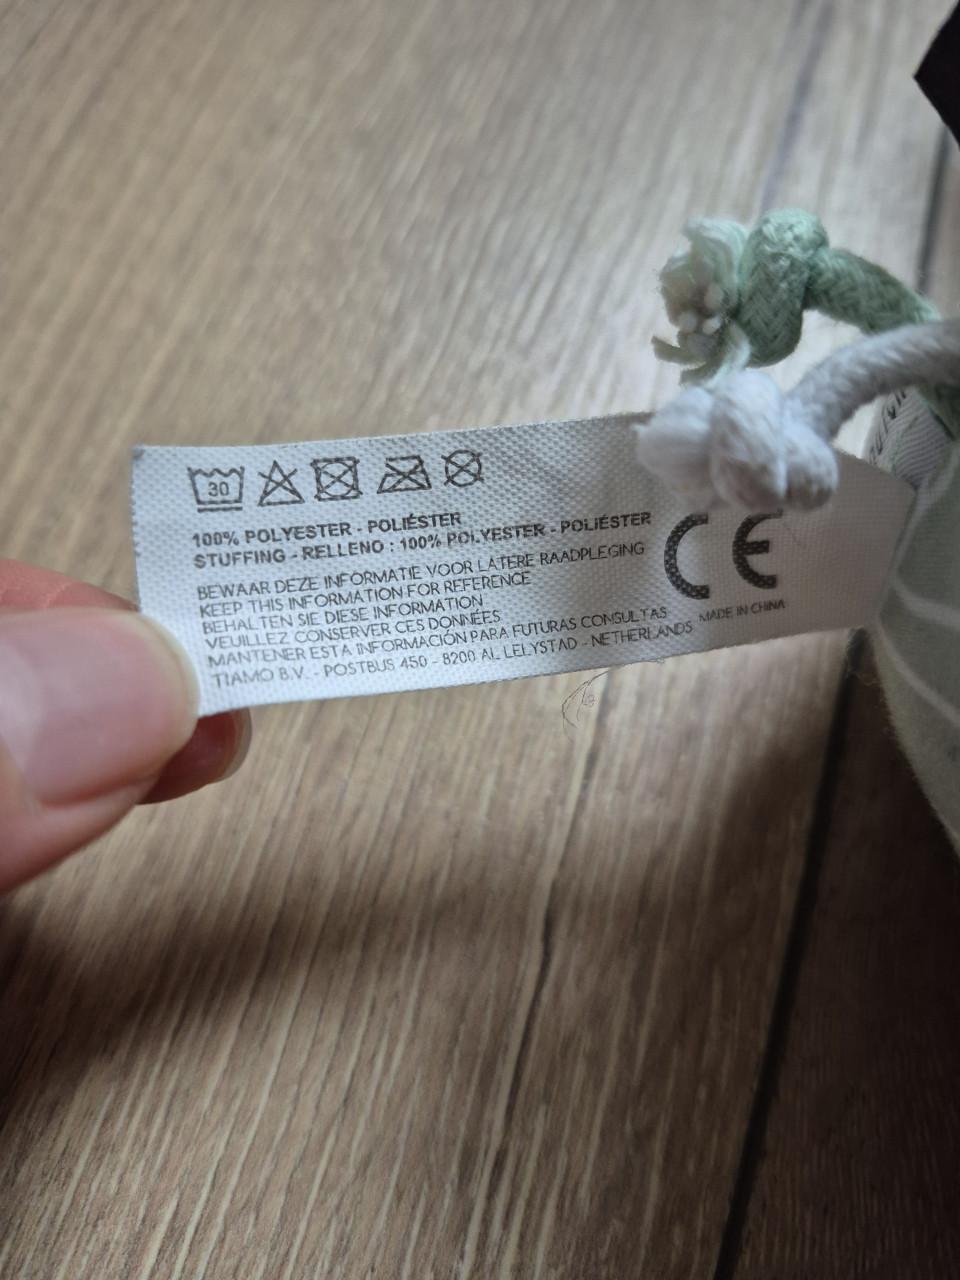 30
100% POLYESTER - POLIÉSTER
STUFFING - RELLENO : 100% POLYESTER - POLIÉSTER
BEWAAR DEZE INFORMATIE VOOR LATERE RAADPLEGING
KEEP THIS INFORMATION FOR REFERENCE
BEHALTEN SIE DIESE INFORMATION
VEUILLEZ CONSERVER CES DONNÉES
MANTENER ESTA INFORMACIÓN PARA FUTURAS CONSULTAS
TIAMO B.V. - POSTBUS 450 - 8200 AL LELYSTAD - NETHERLANDS
CE
MADE IN CHINA